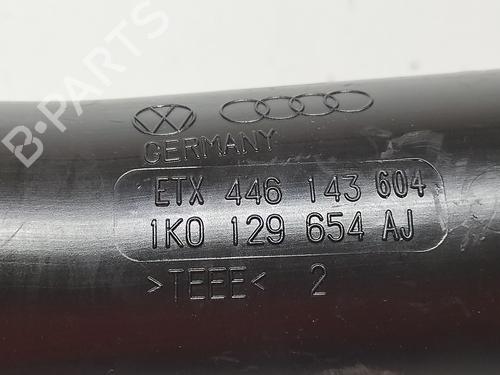 B-PARTS
GERMANY
ETX 446 143 604
1K0 129 654 AJ
>TEEE< 2